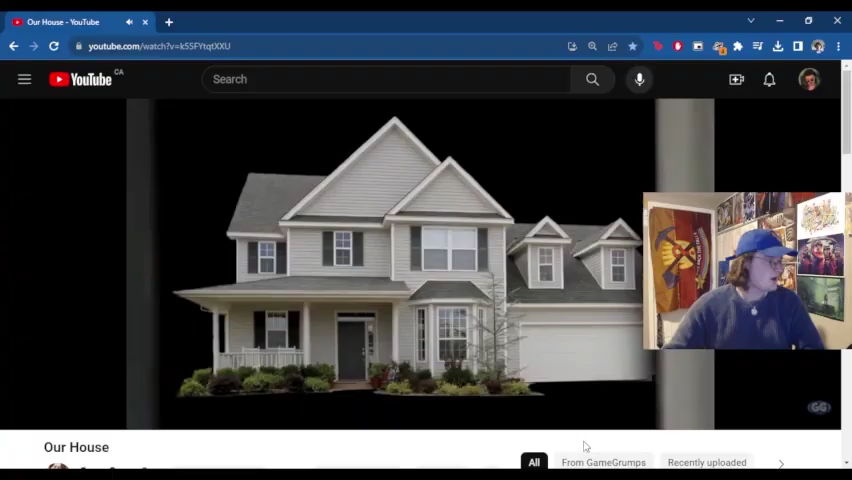 Our House - YouTube
youtube.com/watch?v=k55FYtqtXXU
YouTube CA
Search
GG
Our House
All
From GameGrumps
Recently uploaded